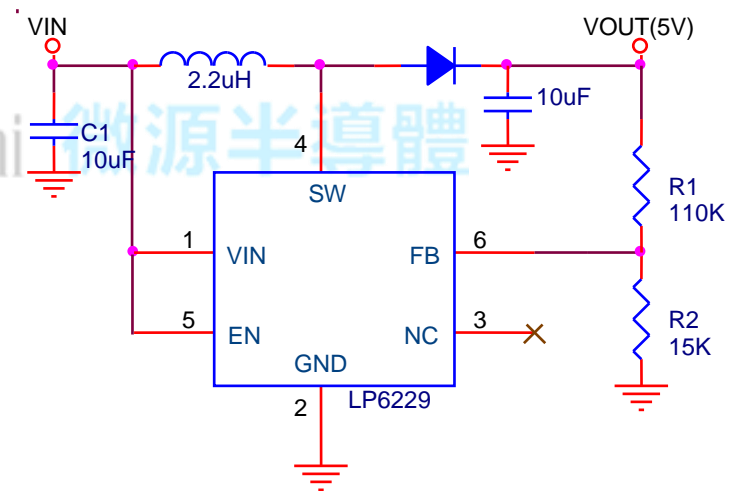 VIN
VOUT(5V)
2.2uH
10uF
C1
10uF
微源半導體
4
SW
R1
110K
1
VIN
FB
6
5
EN
NC
3
R2
15K
GND
2
LP6229